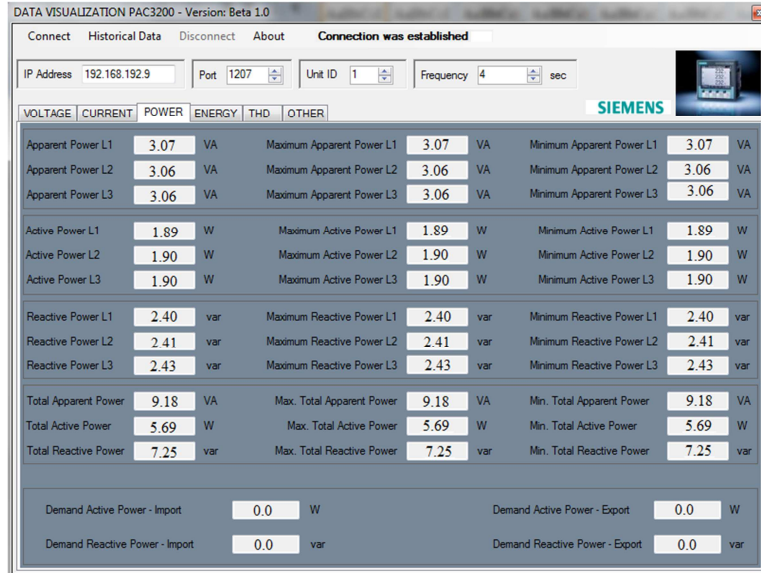 DATA VISUALIZATION PAC3200 - Version: Beta 1.0
Connect Historical Data Disconnect About Connection was established
IP Address 192.168.192.9 Port 1207 Unit ID 1 Frequency 4 sec
SIEMENS
VOLTAGE CURRENT POWER ENERGY THD OTHER
Apparent Power L1 3.07 VA Maximum Apparent Power L1 3.07 VA Minimum Apparent Power L1 3.07 VA
Apparent Power L2 3.06 VA Maximum Apparent Power L2 3.06 VA Minimum Apparent Power L2 3.06 VA
Apparent Power L3 3.06 VA Maximum Apparent Power L3 3.06 VA Minimum Apparent Power L3 3.06 VA
Active Power L1 1.89 W Maximum Active Power L1 1.89 W Minimum Active Power L1 1.89 W
Active Power L2 1.90 W Maximum Active Power L2 1.90 W Minimum Active Power L2 1.90 W
Active Power L3 1.90 W Maximum Active Power L3 1.90 W Minimum Active Power L3 1.90 W
Reactive Power L1 2.40 var Maximum Reactive Power L1 2.40 var Minimum Reactive Power L1 2.40 var
Reactive Power L2 2.41 var Maximum Reactive Power L2 2.41 var Minimum Reactive Power L2 2.41 var
Reactive Power L3 2.43 var Maximum Reactive Power L3 2.43 var Minimum Reactive Power L3 2.43 var
Total Apparent Power 9.18 VA Max. Total Apparent Power 9.18 VA Min. Total Apparent Power 9.18 VA
Total Active Power 5.69 W Max. Total Active Power 5.69 W Min. Total Active Power 5.69 W
Total Reactive Power 7.25 var Max. Total Reactive Power 7.25 var Min. Total Reactive Power 7.25 var
Demand Active Power - Import 0.0 W Demand Active Power - Export 0.0 W
Demand Reactive Power - Import 0.0 var Demand Reactive Power - Export 0.0 var